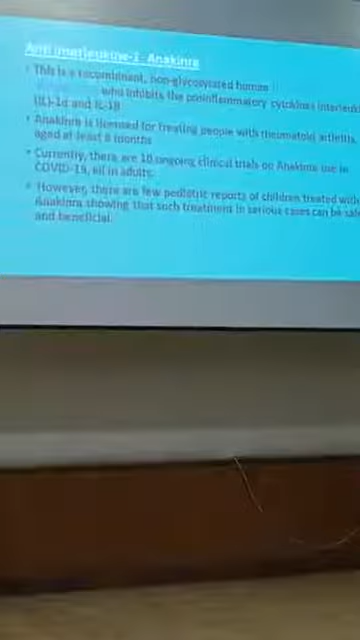 Anti Interleukine-1 Anakinra
• This is a recombinant, non-glycosylated human
who inhibits the proinflammatory cytokines
(IL)-1α and IL-1β
• Anakinra is licensed for treating people with rheumatoid arthritis
aged at least 8 months
• Currently, there are 10 ongoing clinical trials on Anakinra use in
COVID-19, all in adults.
• However, there are few pediatric reports of children treated with
Anakinra showing that such treatment in serious cases can be
and beneficial.